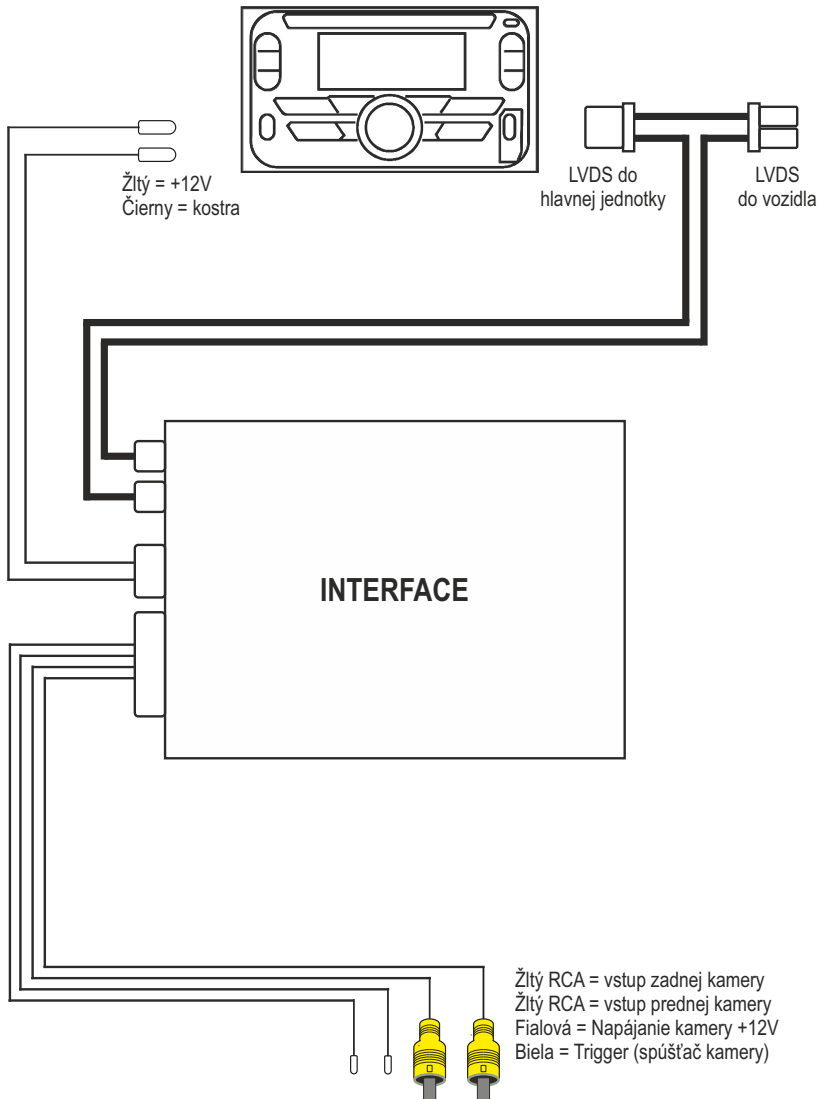 Žltý = +12V
Čierny = kostra
LVDS do
hlavnej jednotky
LVDS
do vozidla
INTERFACE
Žltý RCA = vstup zadnej kamery
Žltý RCA = vstup prednej kamery
Fialová = Napájanie kamery +12V
Biela = Trigger (spúšťač kamery)